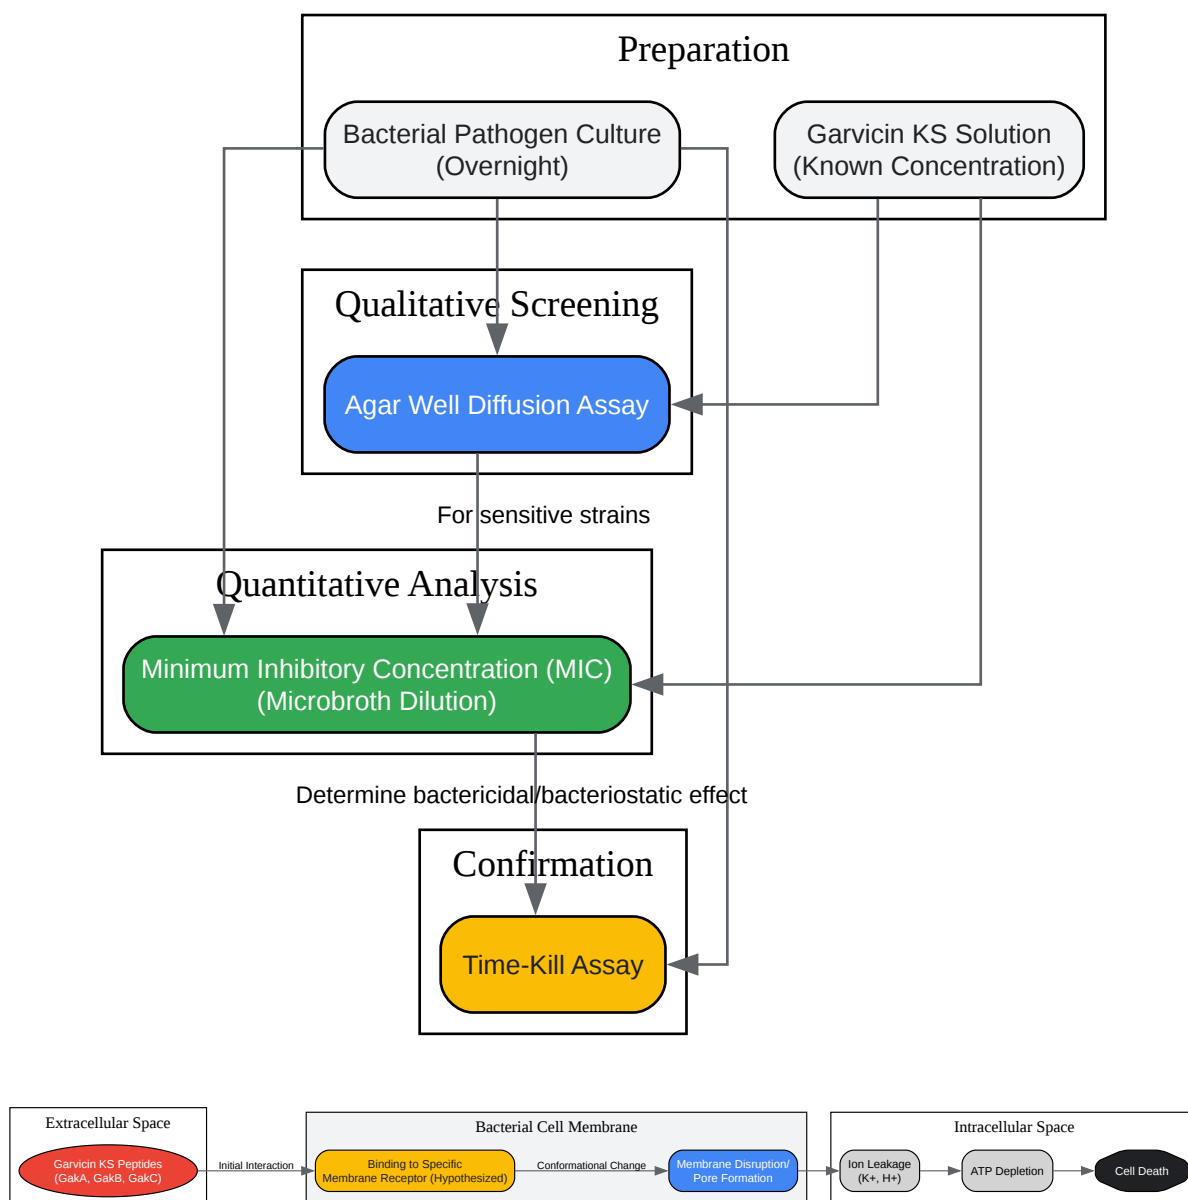 Preparation
Bacterial Pathogen Culture
(Overnight)
Garvicin KS Solution
(Known Concentration)
Qualitative Screening
Agar Well Diffusion Assay
For sensitive strains
Quantitative Analysis
Minimum Inhibitory Concentration (MIC)
(Microbroth Dilution)
Determine bactericidal/bacteriostatic effect
Confirmation
Time-Kill Assay
Extracellular Space
Garvicin KS Peptides
(GakA, GakB, GakC)
Initial Interaction
Bacterial Cell Membrane
Binding to Specific
Membrane Receptor (Hypothesized)
Conformational Change
Membrane Disruption/
Pore Formation
Intracellular Space
Ion Leakage
(K+, H+)
ATP Depletion
Cell Death